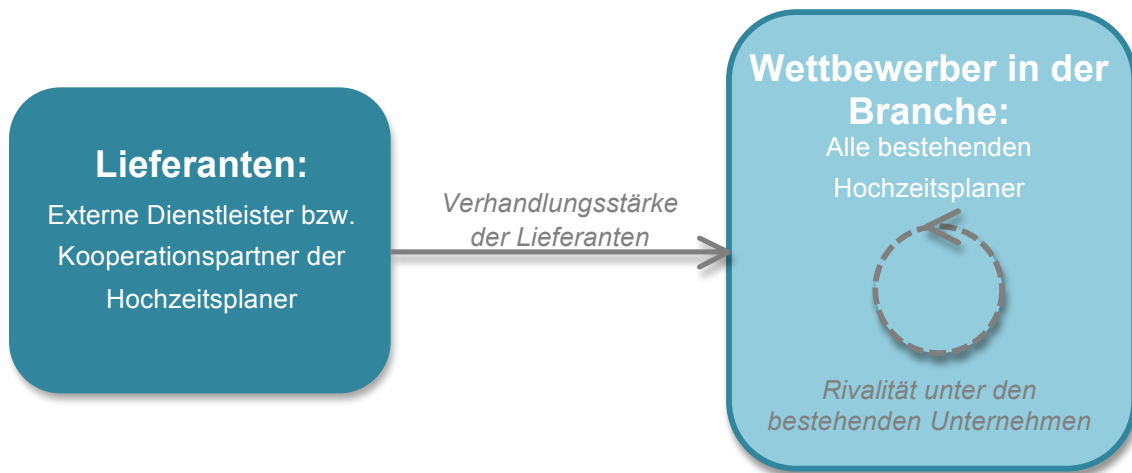 Lieferanten:
Externe Dienstleister bzw.
Kooperationspartner der
Hochzeitsplaner
Verhandlungsstärke
der Lieferanten
Wettbewerber in der
Branche:
Alle bestehenden
Hochzeitsplaner
Rivalität unter den
bestehenden Unternehmen